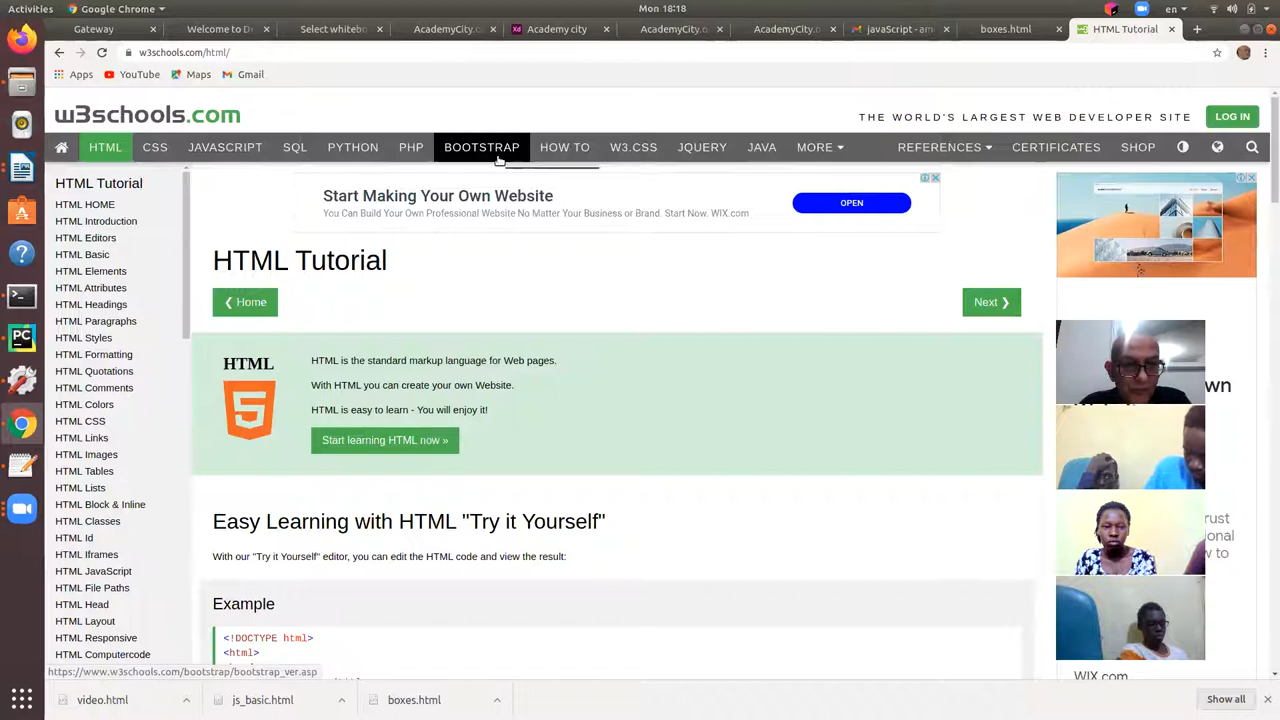 Activities
Google Chrome
Mon 18:18
en
Gateway
Welcome to D
Select whitebo
AcademyCity.c
Academy city
AcademyCity.o
AcademyCity.o
javaScript - am
boxes.html
HTML Tutorial
w3schools.com/html/
Apps
YouTube
Maps
Gmail
w3schools.com
THE WORLD'S LARGEST WEB DEVELOPER SITE
LOG IN
HTML CSS JAVASCRIPT SQL PYTHON PHP BOOTSTRAP HOW TO W3.CSS JQUERY JAVA MORE REFERENCES CERTIFICATES SHOP
HTML Tutorial
HTML HOME
HTML Introduction
HTML Editors
HTML Basic
HTML Elements
HTML Attributes
HTML Headings
HTML Paragraphs
HTML Styles
HTML Formatting
HTML Quotations
HTML Comments
HTML Colors
HTML CSS
HTML Links
HTML Images
HTML Tables
HTML Lists
HTML Block & Inline
HTML Classes
HTML Id
HTML Iframes
HTML JavaScript
HTML File Paths
HTML Head
HTML Layout
HTML Responsive
HTML Computercode
Start Making Your Own Website
You Can Build Your Own Professional Website No Matter Your Business or Brand. Start Now. WIX.com
OPEN
HTML Tutorial
❮ Home
Next ❯
HTML
5
HTML is the standard markup language for Web pages.
With HTML you can create your own Website.
HTML is easy to learn - You will enjoy it!
Start learning HTML now »
Easy Learning with HTML "Try it Yourself"
With our "Try it Yourself" editor, you can edit the HTML code and view the result:
Example
<!DOCTYPE html>
<html>
own
rust
onal
w to
WIX.com
https://www.w3schools.com/bootstrap/bootstrap_ver.asp
video.html
js_basic.html
boxes.html
Show all